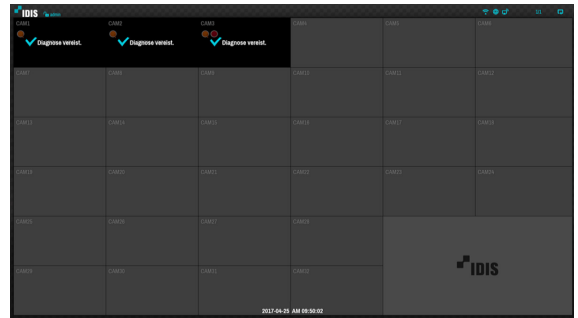 IDIS admin
CAM1 CAM2 CAM3 CAM4 CAM5 CAM6
Diagnose vereist. Diagnose vereist. Diagnose vereist.
CAM7 CAM8 CAM9 CAM10 CAM11 CAM12
CAM13 CAM14 CAM15 CAM16 CAM17 CAM18
CAM19 CAM20 CAM21 CAM22 CAM23 CAM24
CAM25 CAM26 CAM27 CAM28
IDIS
CAM29 CAM30 CAM31 CAM32
2017-04-25 AM 09:50:02